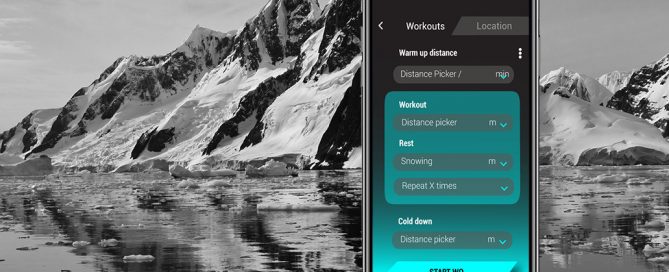 Workouts
Location
Warm up distance
Distance Picker / min
Workout
Distance picker m
Rest
Snowing m
Repeat X times
Cold down
Distance picker m
START WO